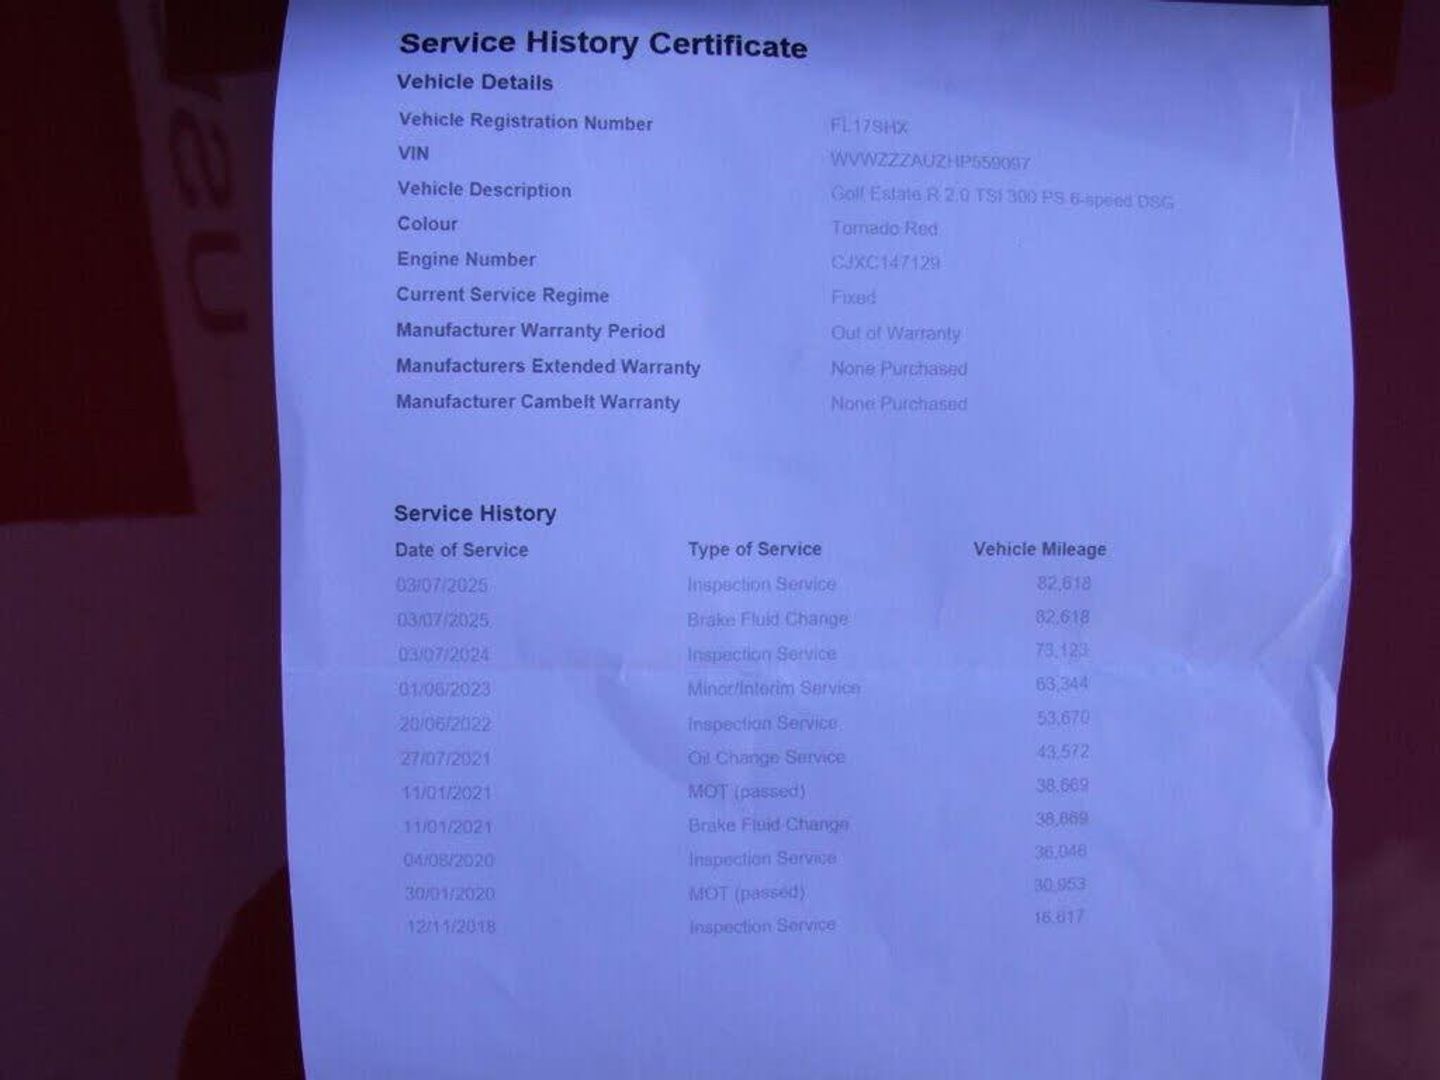 Service History Certificate
Vehicle Details
Vehicle Registration Number FL17SHX
VIN WVWZZZAUZHP559097
Vehicle Description Golf Estate R 2.0 TSI 300 PS 6-speed DSG
Colour Tornado Red
Engine Number CJXC147129
Current Service Regime Fixed
Manufacturer Warranty Period Out of Warranty
Manufacturers Extended Warranty None Purchased
Manufacturer Cambelt Warranty None Purchased
Service History
Date of Service Type of Service Vehicle Mileage
03/07/2025 Inspection Service 82,618
03/07/2025 Brake Fluid Change 82,618
03/07/2024 Inspection Service 73,123
01/06/2023 Minor/Interim Service 63,344
20/06/2022 Inspection Service 53,670
27/07/2021 Oil Change Service 43,572
11/01/2021 MOT (passed) 38,669
11/01/2021 Brake Fluid Change 38,669
04/08/2020 Inspection Service 36,046
30/01/2020 MOT (passed) 30,953
12/11/2018 Inspection Service 16,617